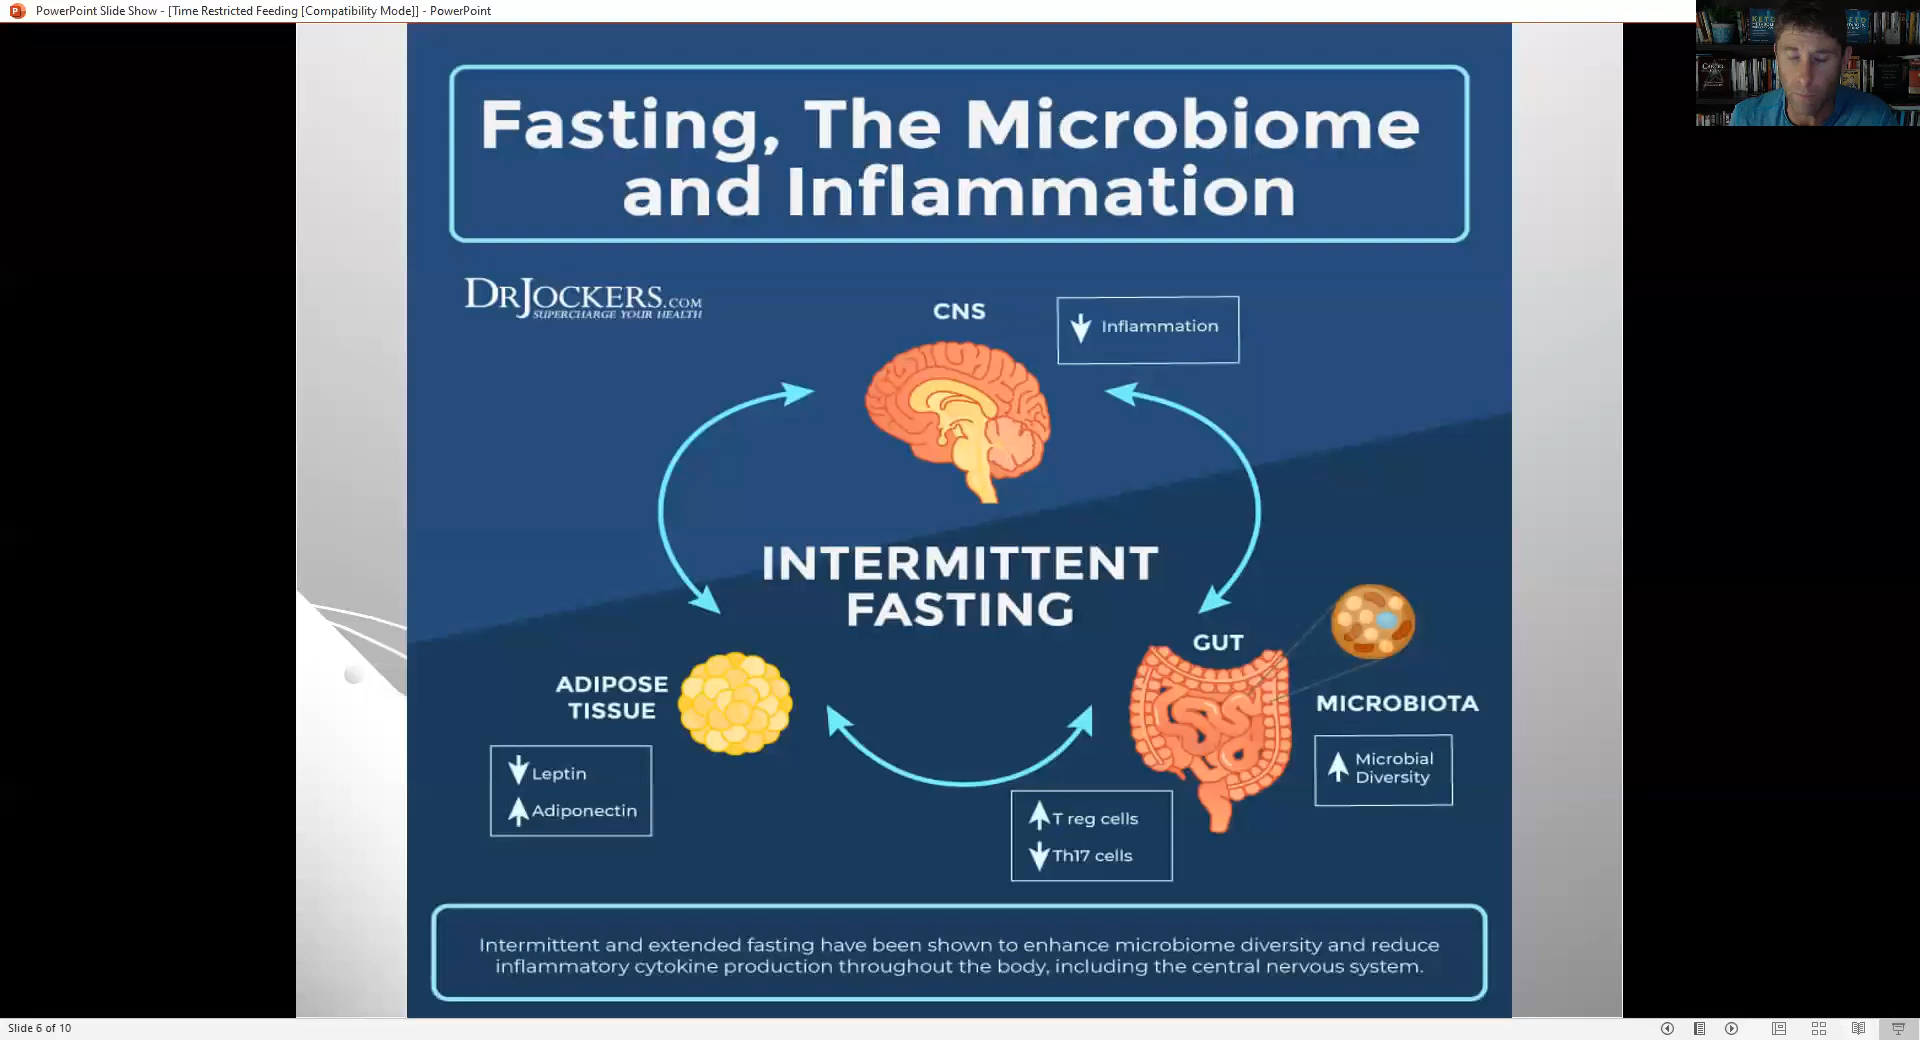 PowerPoint Slide Show - [Time Restricted Feeding [Compatibility Mode]] - PowerPoint
Fasting, The Microbiome
and Inflammation
DRJOCKERS.COM
SUPERCHARGE YOUR HEALTH
CNS
Inflammation
INTERMITTENT
FASTING
GUT
ADIPOSE
TISSUE
MICROBIOTA
Leptin
Adiponectin
Microbial
Diversity
T reg cells
Th17 cells
Intermittent and extended fasting have been shown to enhance microbiome diversity and reduce
inflammatory cytokine production throughout the body, including the central nervous system.
Slide 6 of 10